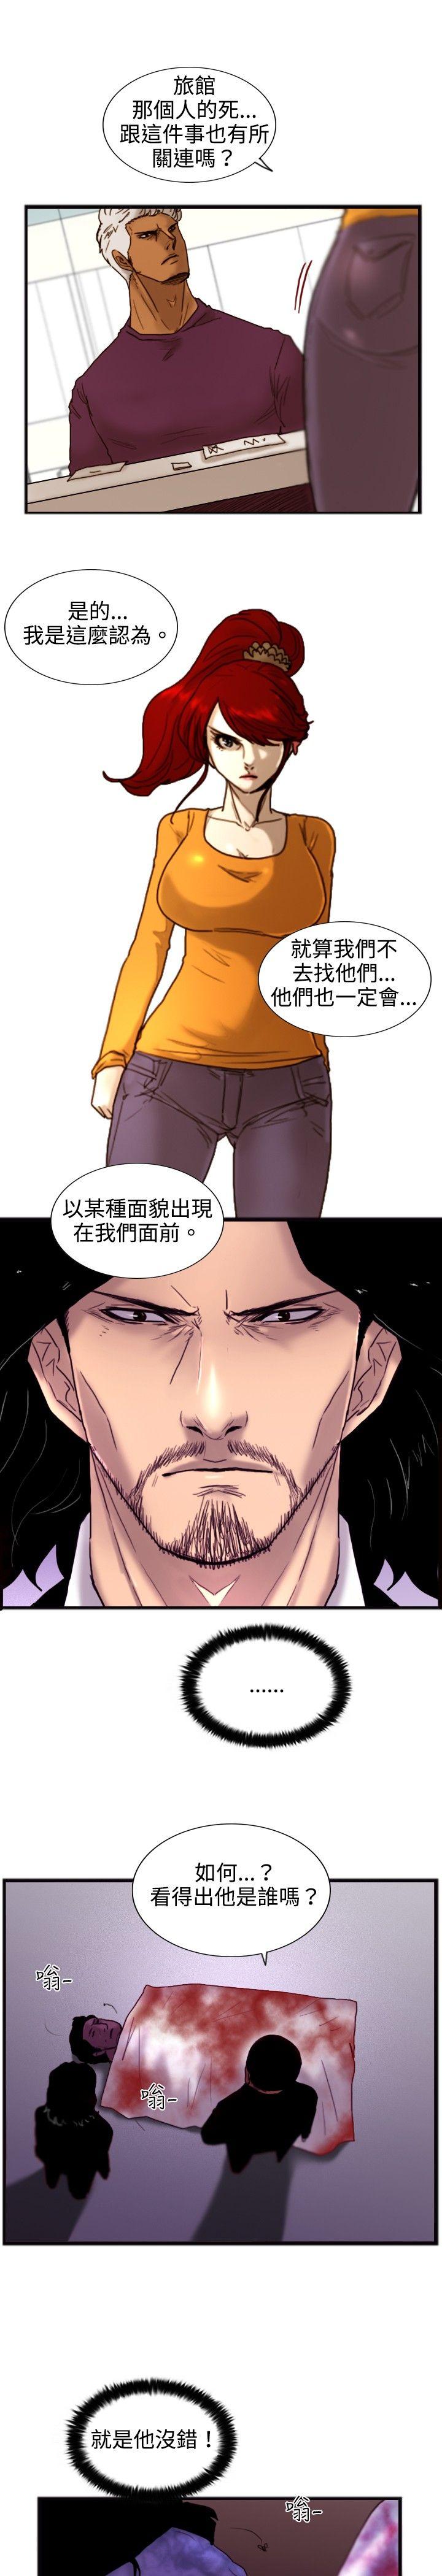 旅館
那個人的死...
跟這件事也有所
關連嗎？
是的...
我是這麼認為。
就算我們不
去找他們...
他們也一定會...
以某種面貌出現
在我們面前。
......
如何...？
看得出他是誰嗎？
嗡-
嗡-
就是他沒錯！
嗡-